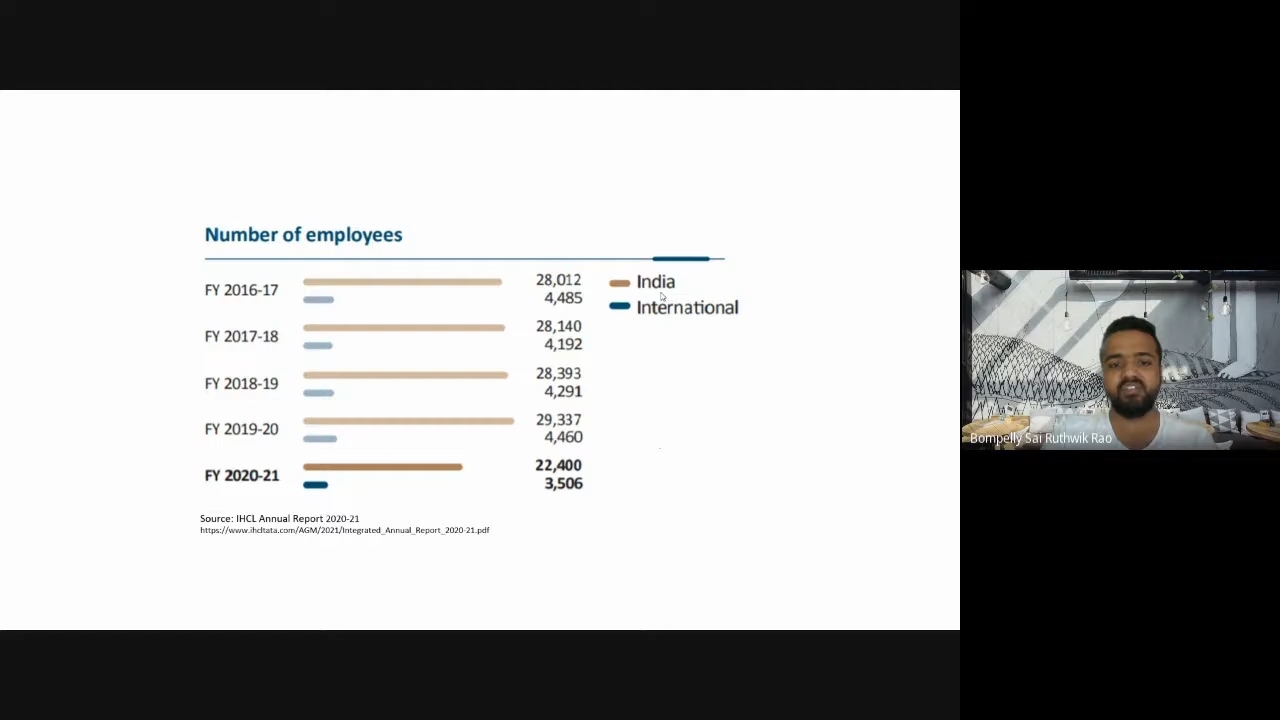 Number of employees
FY 2016-17
28,012
4,485
FY 2017-18
28,140
4,192
FY 2018-19
28,393
4,291
FY 2019-20
29,337
4,460
FY 2020-21
22,400
3,506
India
International
Source: IHCL Annual Report 2020-21
https://www.ihcltata.com/AGM/2021/Integrated_Annual_Report_2020-21.pdf
Bompelly Sai Ruthwik Rao